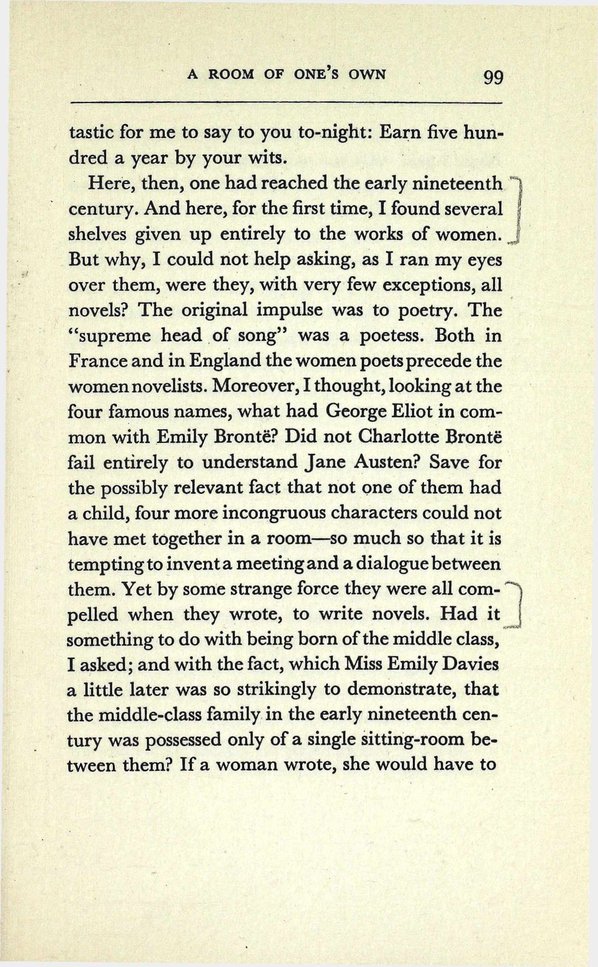 A ROOM OF ONE'S OWN 99
tastic for me to say to you to-night: Earn five hun-
dred a year by your wits.
Here, then, one had reached the early nineteenth
century. And here, for the first time, I found several
shelves given up entirely to the works of women.
But why, I could not help asking, as I ran my eyes
over them, were they, with very few exceptions, all
novels? The original impulse was to poetry. The
“supreme head of song” was a poetess. Both in
France and in England the women poets precede the
women novelists. Moreover, I thought, looking at the
four famous names, what had George Eliot in com-
mon with Emily Brontë? Did not Charlotte Brontë
fail entirely to understand Jane Austen? Save for
the possibly relevant fact that not one of them had
a child, four more incongruous characters could not
have met together in a room—so much so that it is
tempting to invent a meeting and a dialogue between
them. Yet by some strange force they were all com-
pelled when they wrote, to write novels. Had it
something to do with being born of the middle class,
I asked; and with the fact, which Miss Emily Davies
a little later was so strikingly to demonstrate, that
the middle-class family in the early nineteenth cen-
tury was possessed only of a single sitting-room be-
tween them? If a woman wrote, she would have to